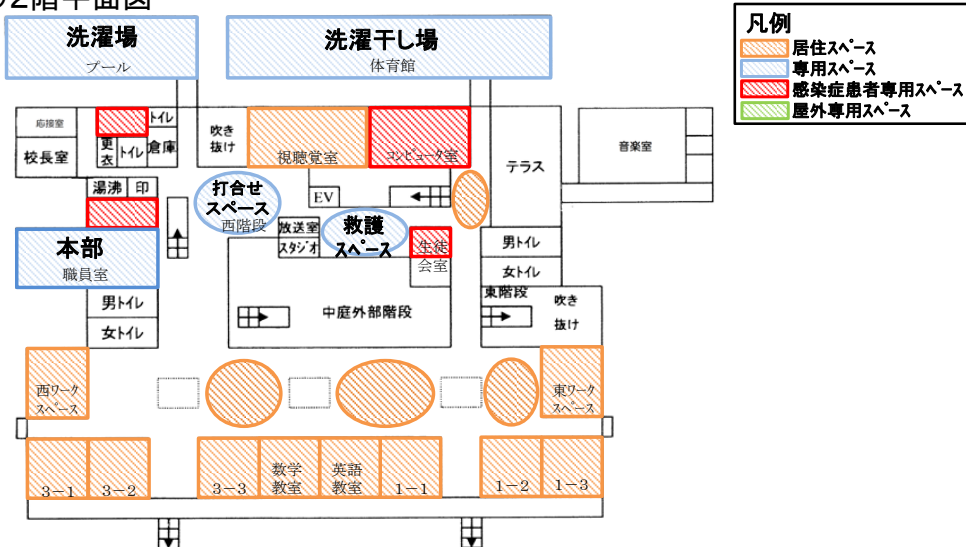 2階平面図
凡例
居住スペース
専用スペース
感染症患者専用スペース
屋外専用スペース
洗濯場
プール
洗濯干し場
体育館
応接室
校長室
更衣
トイレ
トイレ
倉庫
吹き
抜け
視聴覚室
コンピュータ室
テラス
音楽室
湯沸
印
打合せ
スペース
西階段
EV
放送室
スタジオ
救護
スペース
生徒
会室
本部
職員室
男トイレ
女トイレ
男トイレ
女トイレ
東階段
吹き
抜け
中庭外部階段
西ワーク
スペース
東ワーク
スペース
3-1
3-2
3-3
数学
教室
英語
教室
1-1
1-2
1-3